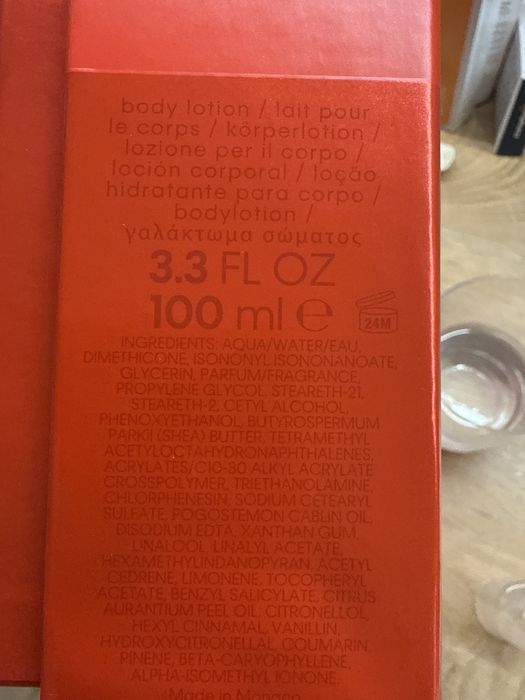 body lotion / lait pour
le corps / körperlotion /
lozione per il corpo /
loción corporal / loção
hidratante para corpo /
bodylotion /
γαλάκτωμα σώματος
3.3 FL OZ
100 ml e
24M
INGREDIENTS: AQUA/WATER/EAU,
DIMETHICONE, ISONONYL ISONONANOATE,
GLYCERIN, PARFUM/FRAGRANCE,
PROPYLENE GLYCOL, STEARETH-21,
STEARETH-2, CETYL ALCOHOL,
PHENOXYETHANOL, BUTYROSPERMUM
PARKII (SHEA) BUTTER, TETRAMETHYL
ACETYLOCTAHYDRONAPHTHALENES,
ACRYLATES/C10-30 ALKYL ACRYLATE
CROSSPOLYMER, TRIETHANOLAMINE,
CHLORPHENESIN, SODIUM CETEARYL
SULFATE, POGOSTEMON CABLIN OIL,
DISODIUM EDTA, XANTHAN GUM,
LINALOOL, LINALYL ACETATE,
HEXAMETHYLINDANOPYRAN, ACETYL
CEDRENE, LIMONENE, TOCOPHERYL
ACETATE, BENZYL SALICYLATE, CITRUS
AURANTIUM PEEL OIL, CITRONELLOL,
HEXYL CINNAMAL, VANILLIN,
HYDROXYCITRONELLAL, COUMARIN,
PINENE, BETA-CARYOPHYLLENE,
ALPHA-ISOMETHYL IONONE.
Made in Monaco